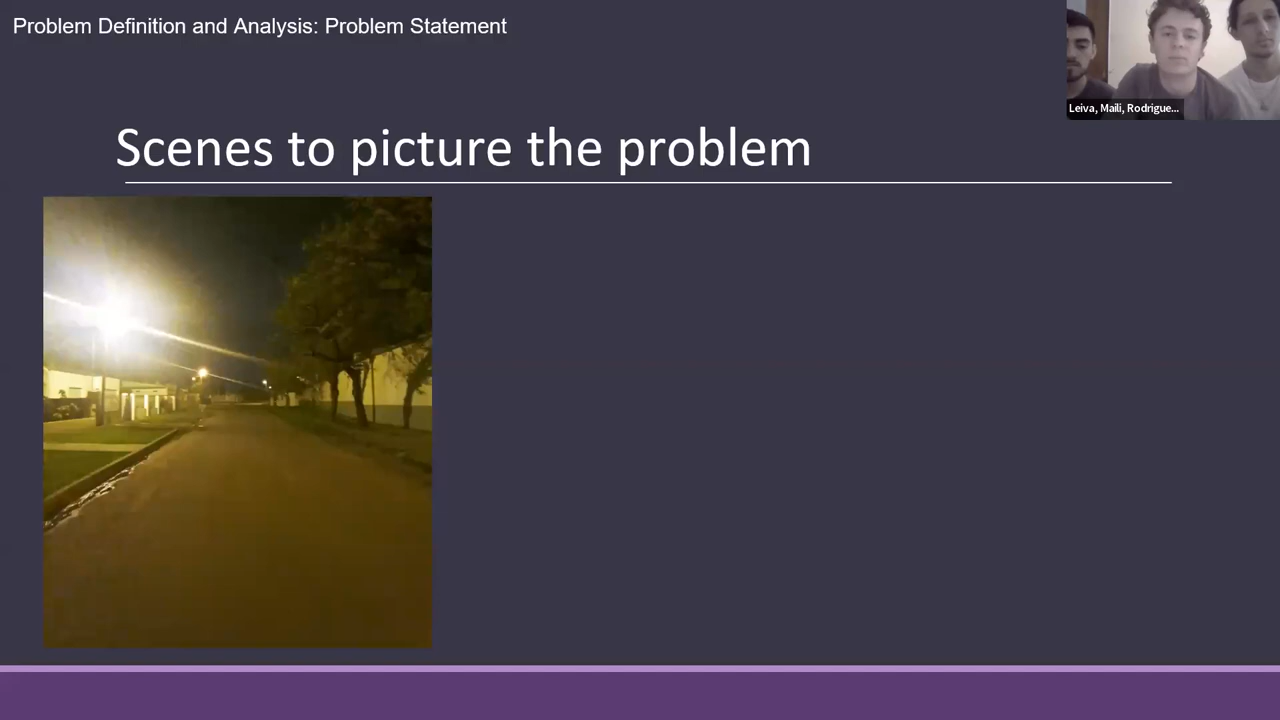 Problem Definition and Analysis: Problem Statement
Leiva, Maili, Rodrigue...
Scenes to picture the problem